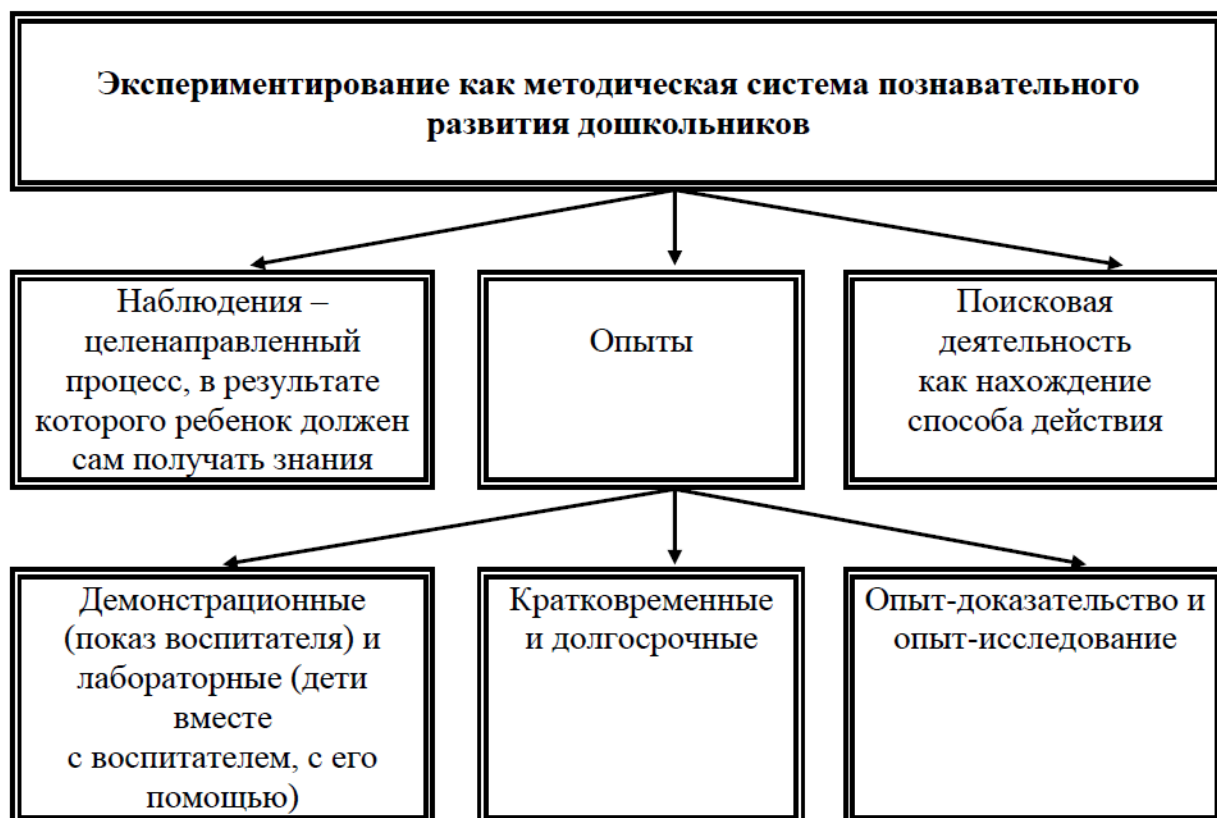 Экспериментирование как методическая система познавательного
развития дошкольников
Наблюдения –
целенаправленный
процесс, в результате
которого ребенок должен
сам получать знания
Опыты
Поисковая
деятельность
как нахождение
способа действия
Демонстрационные
(показ воспитателя) и
лабораторные (дети
вместе
с воспитателем, с его
помощью)
Кратковременные
и долгосрочные
Опыт-доказательство и
опыт-исследование